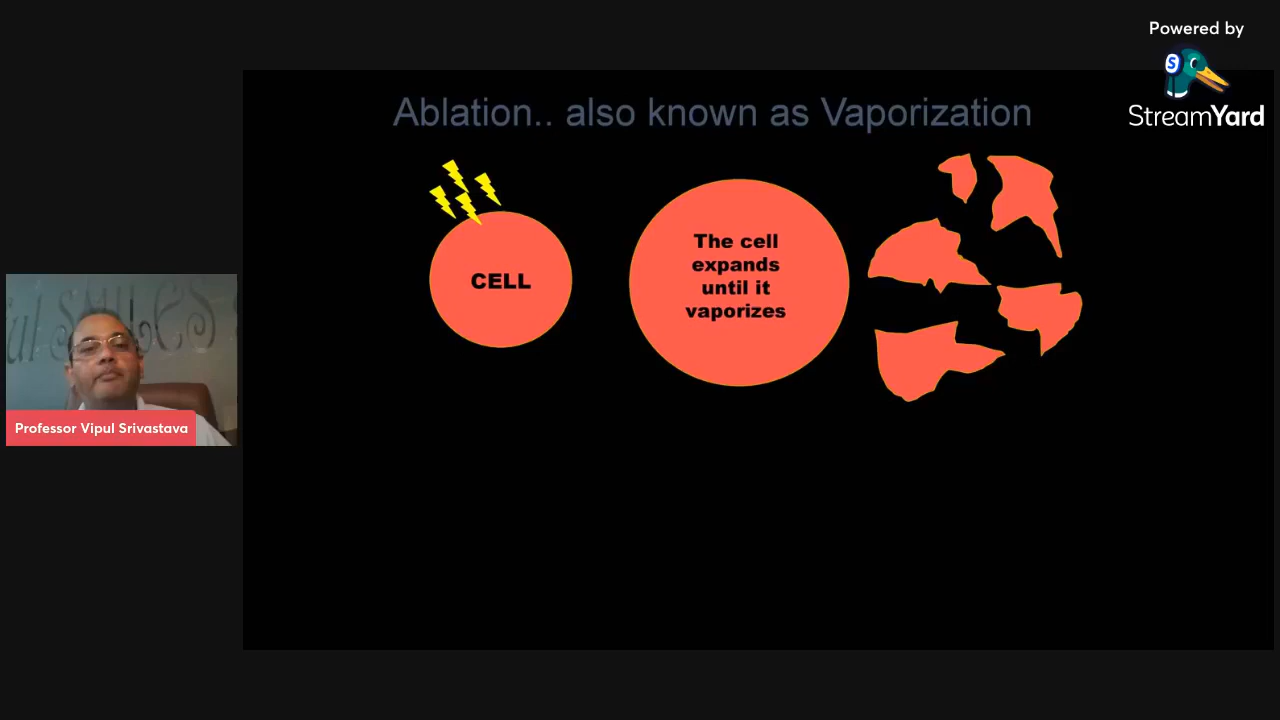 Powered by
StreamYard
Ablation.. also known as Vaporization
CELL
The cell
expands
until it
vaporizes
Professor Vipul Srivastava